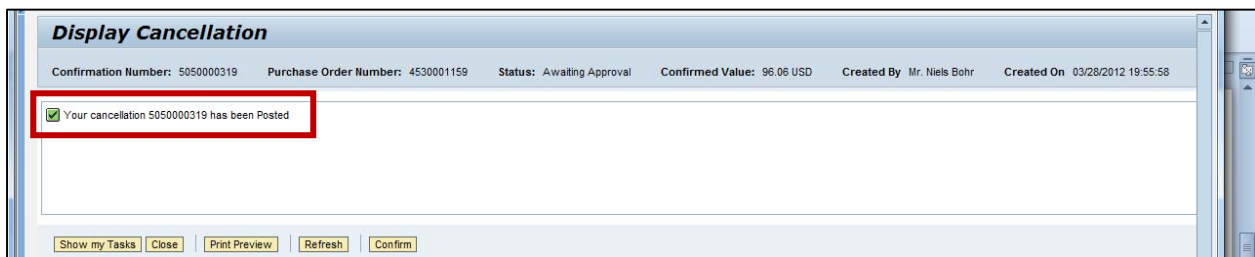 Display Cancellation
Confirmation Number: 5050000319 Purchase Order Number: 4530001159 Status: Awaiting Approval Confirmed Value: 96.06 USD Created By Mr. Niels Bohr Created On 03/28/2012 19:55:58
Your cancellation 5050000319 has been Posted
Show my Tasks Close Print Preview Refresh Confirm